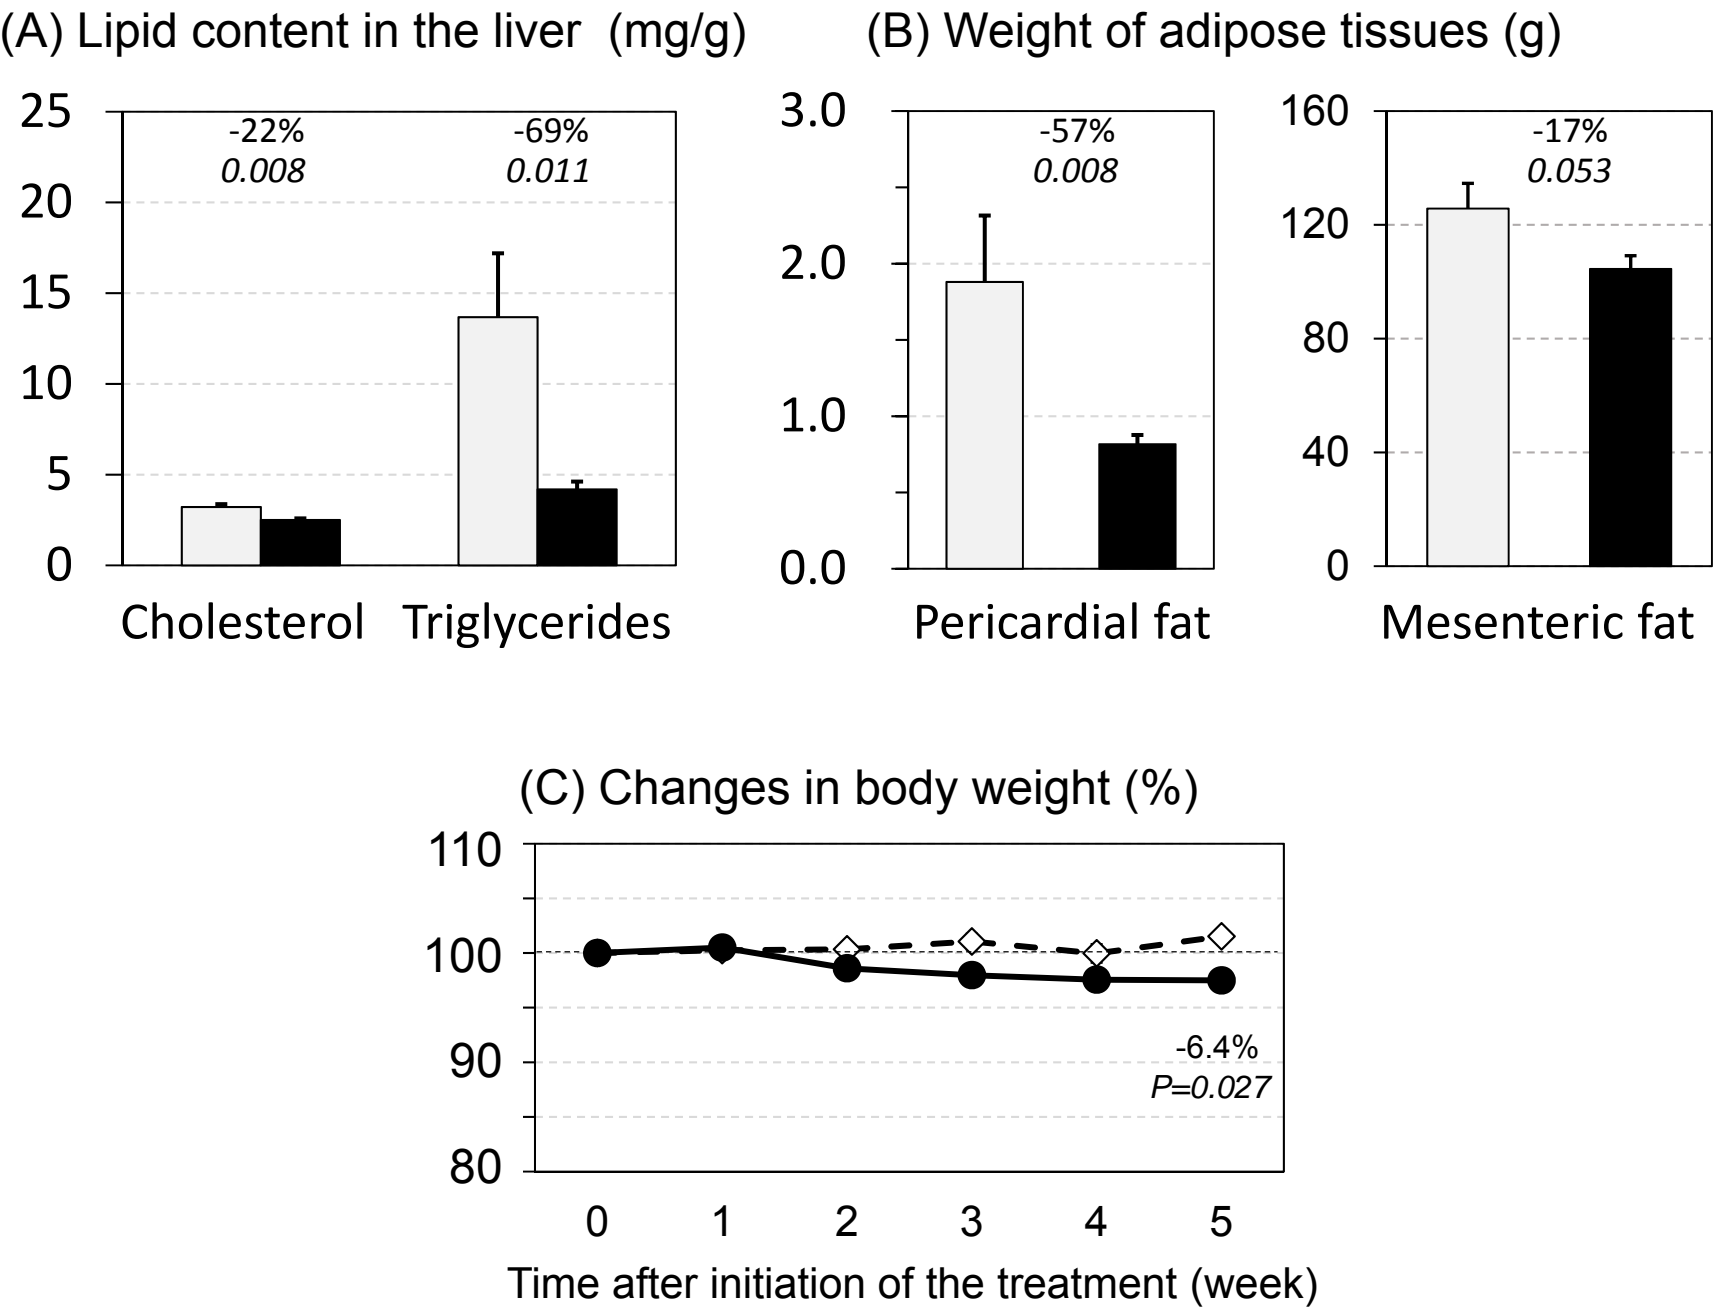 (A) Lipid content in the liver (mg/g)
25
20
15
10
5
0
-22%
0.008
-69%
0.011
Cholesterol
Triglycerides
(B) Weight of adipose tissues (g)
3.0
2.0
1.0
0.0
-57%
0.008
Pericardial fat
160
120
80
40
0
-17%
0.053
Mesenteric fat
(C) Changes in body weight (%)
110
100
90
80
-6.4%
P=0.027
0 1 2 3 4 5
Time after initiation of the treatment (week)